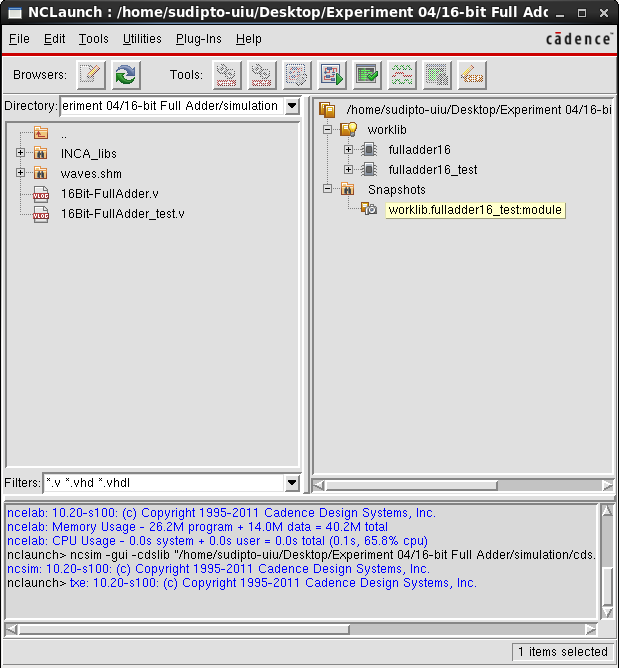 NCLaunch : /home/sudipto-uiu/Desktop/Experiment 04/16-bit Full Adc
File Edit Tools Utilities Plug-Ins Help cādence
Browsers: Tools:
Directory: eriment 04/16-bit Full Adder/simulation
..
INCA_libs
waves.shm
16Bit-FullAdder.v
16Bit-FullAdder_test.v
Filters: *.v *.vhd *.vhdl
/home/sudipto-uiu/Desktop/Experiment 04/16-bi
worklib
fulladder16
fulladder16_test
Snapshots
worklib.fulladder16_test:module
ncelab: 10.20-s100: (c) Copyright 1995-2011 Cadence Design Systems, Inc.
ncelab: Memory Usage - 26.2M program + 14.0M data = 40.2M total
ncelab: CPU Usage - 0.0s system + 0.0s user = 0.0s total (0.1s, 65.8% cpu)
nclaunch> ncsim -gui -cdslib "/home/sudipto-uiu/Desktop/Experiment 04/16-bit Full Adder/simulation/cds.
ncsim: 10.20-s100: (c) Copyright 1995-2011 Cadence Design Systems, Inc.
nclaunch> txe: 10.20-s100: (c) Copyright 1995-2011 Cadence Design Systems, Inc.
1 items selected